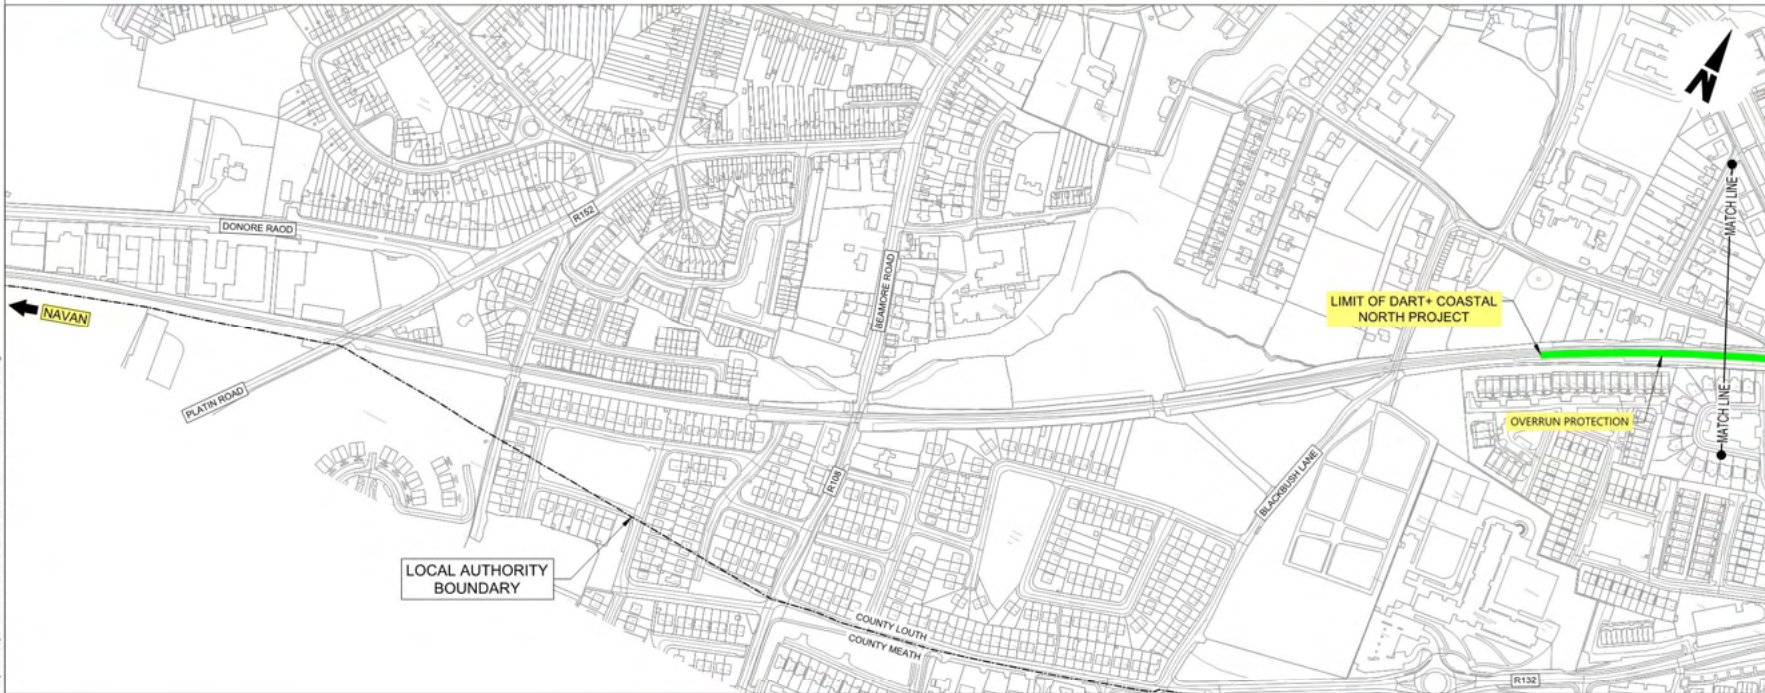 N
MATCH LINE
DONORE RAOD
R152
BEAMORE ROAD
NAVAN
LIMIT OF DART+ COASTAL
NORTH PROJECT
PLATIN ROAD
OVERRUN PROTECTION
MATCH LINE
R108
BLACKBUSH LANE
LOCAL AUTHORITY
BOUNDARY
COUNTY LOUTH
COUNTY MEATH
R132